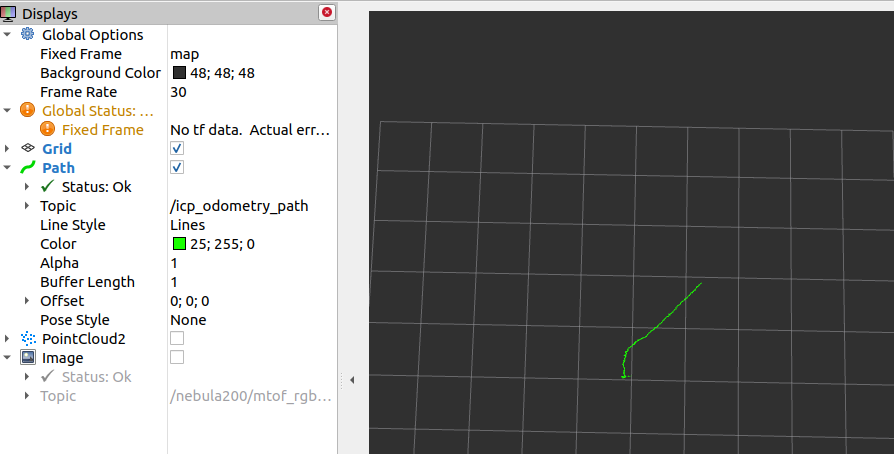 Displays
Global Options
Fixed Frame map
Background Color 48; 48; 48
Frame Rate 30
Global Status: ...
Fixed Frame No tf data. Actual err...
Grid
Path
Status: Ok
Topic /icp_odometry_path
Line Style Lines
Color 25; 255; 0
Alpha 1
Buffer Length 1
Offset 0; 0; 0
Pose Style None
PointCloud2
Image
Status: Ok
Topic /nebula200/mtof_rgb...